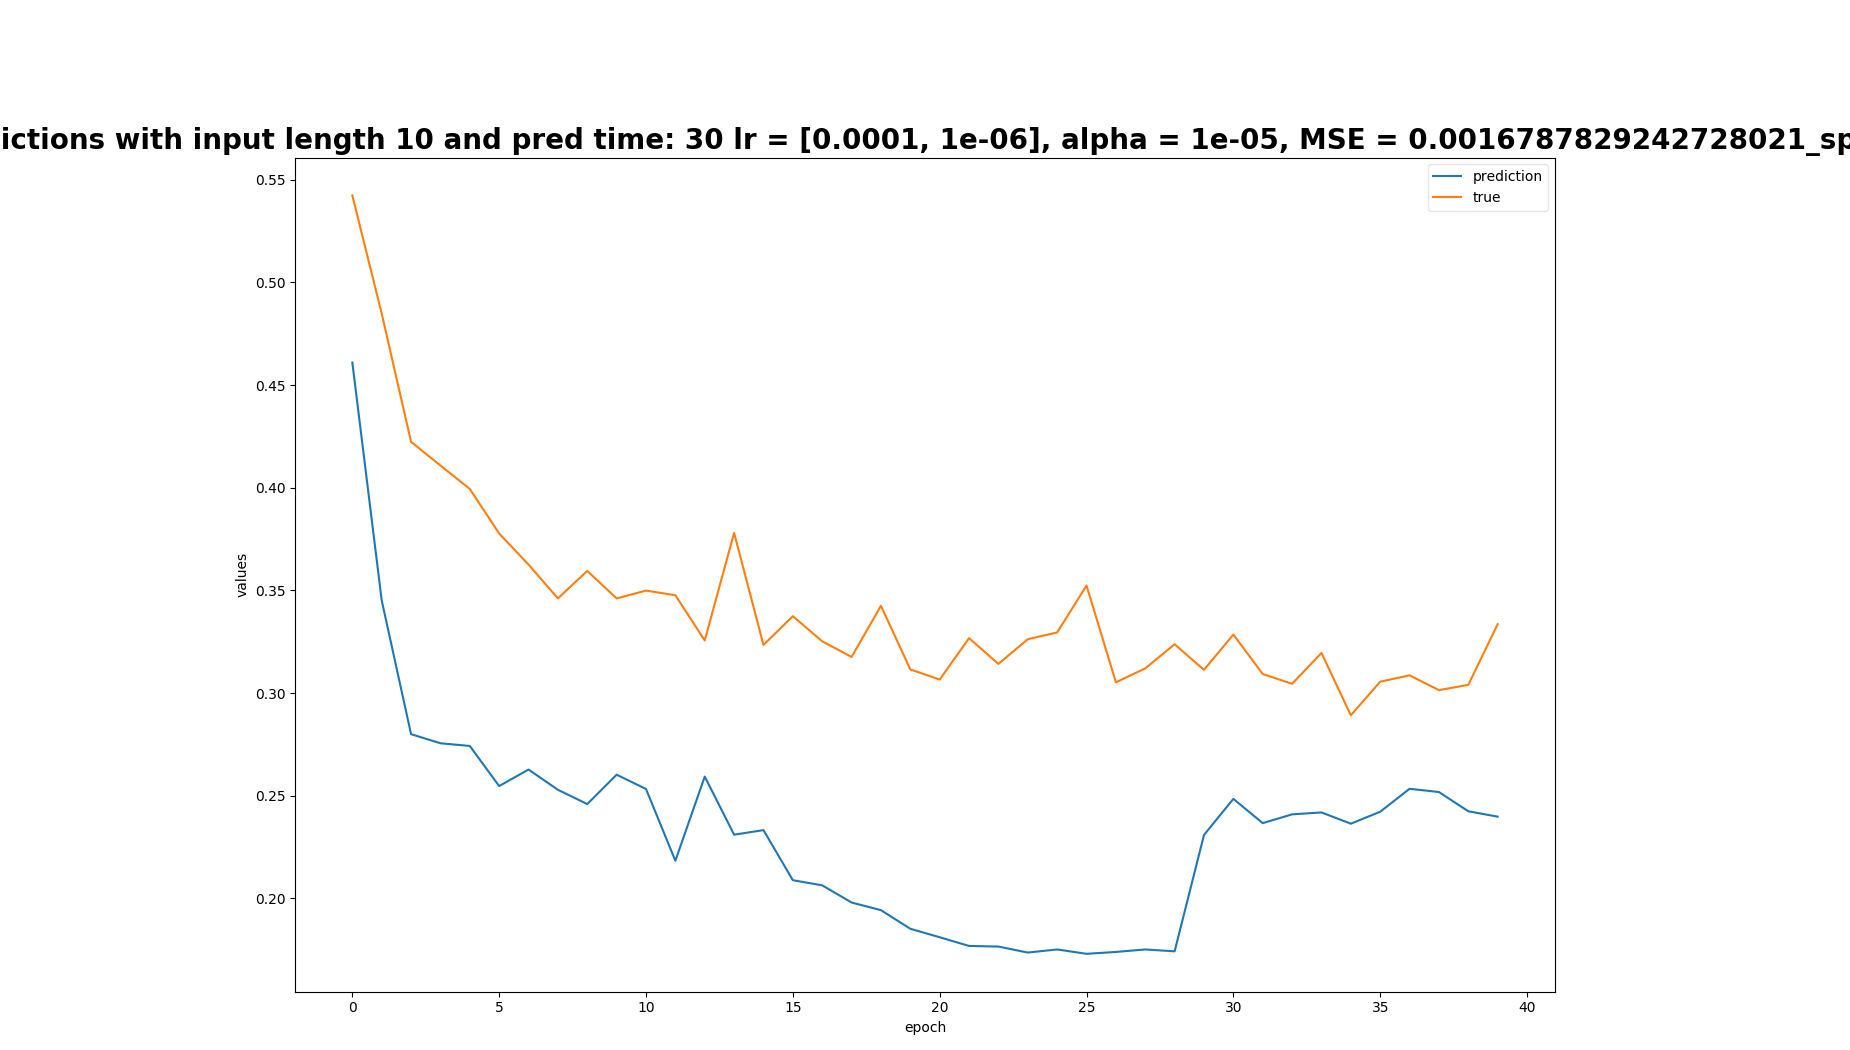 ictions with input length 10 and pred time: 30 lr = [0.0001, 1e-06], alpha = 1e-05, MSE = 0.0016787829242728021_sp
prediction
true
0.55
0.50
0.45
0.40
0.35
0.30
0.25
0.20
values
0 5 10 15 20 25 30 35 40
epoch